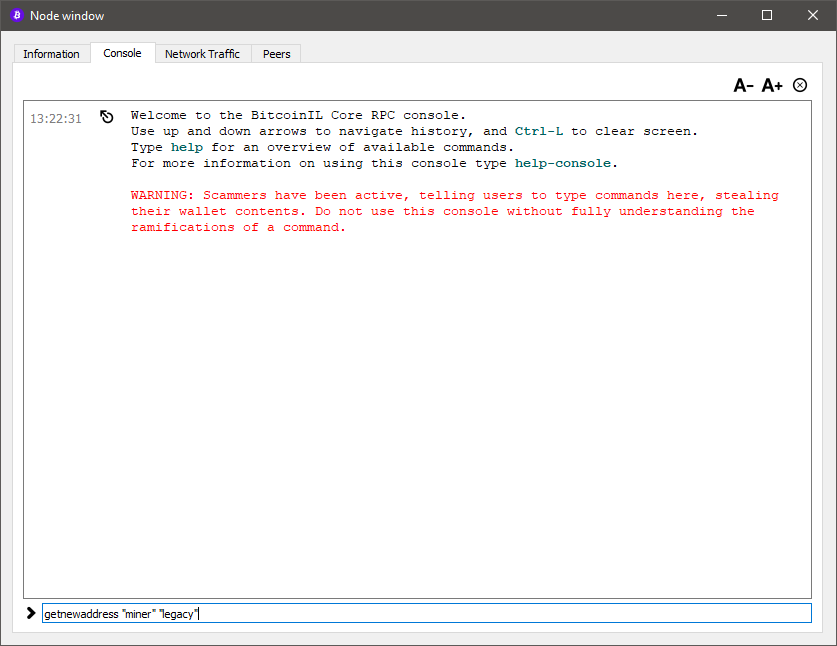 Node window
Information Console Network Traffic Peers
A- A+
13:22:31 Welcome to the BitcoinIL Core RPC console.
Use up and down arrows to navigate history, and Ctrl-L to clear screen.
Type help for an overview of available commands.
For more information on using this console type help-console.
WARNING: Scammers have been active, telling users to type commands here, stealing
their wallet contents. Do not use this console without fully understanding the
ramifications of a command.
getnewaddress "miner" "legacy"